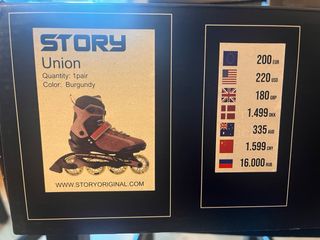 STORY
Union
Quantity: 1pair
Color: Burgundy
WWW.STORYORIGINAL.COM
200 EUR
220 USD
180 GBP
1.499 DKK
335 AUD
1.599 CNY
16.000 RUB